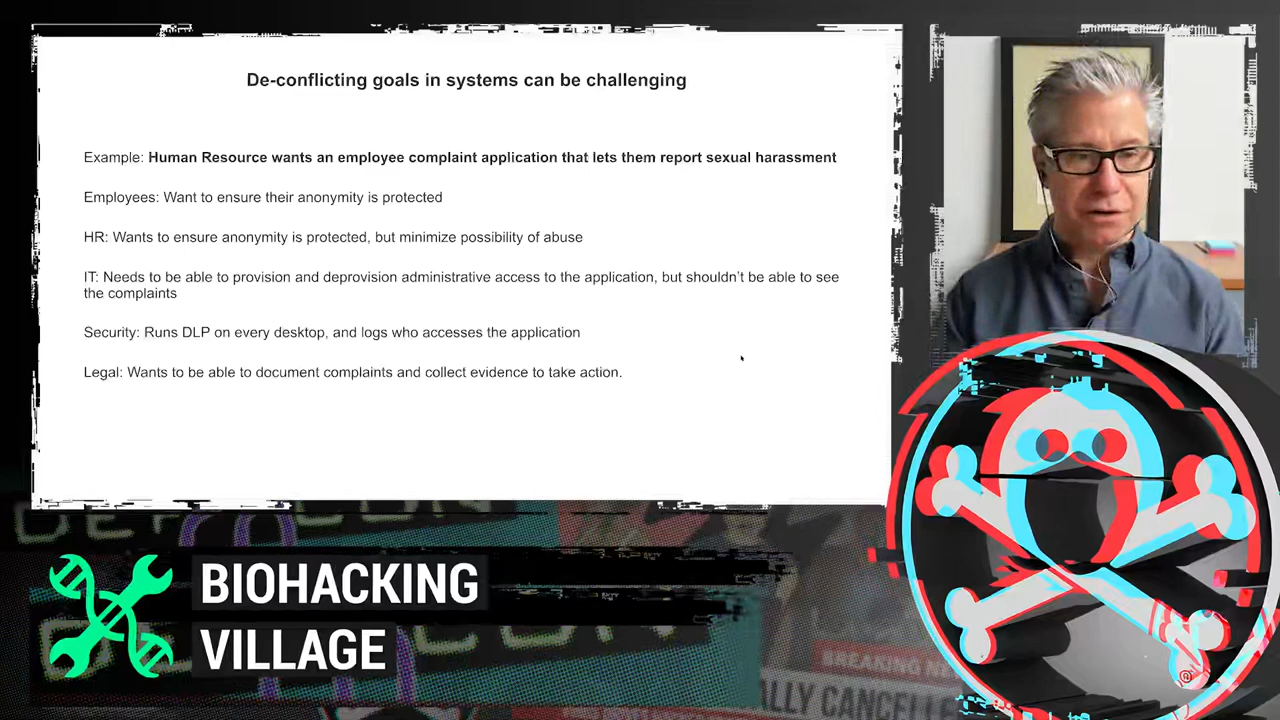 De-conflicting goals in systems can be challenging
Example: Human Resource wants an employee complaint application that lets them report sexual harassment
Employees: Want to ensure their anonymity is protected
HR: Wants to ensure anonymity is protected, but minimize possibility of abuse
IT: Needs to be able to provision and deprovision administrative access to the application, but shouldn't be able to see
the complaints
Security: Runs DLP on every desktop, and logs who accesses the application
Legal: Wants to be able to document complaints and collect evidence to take action.
BIOHACKING
VILLAGE
BREAKING
®